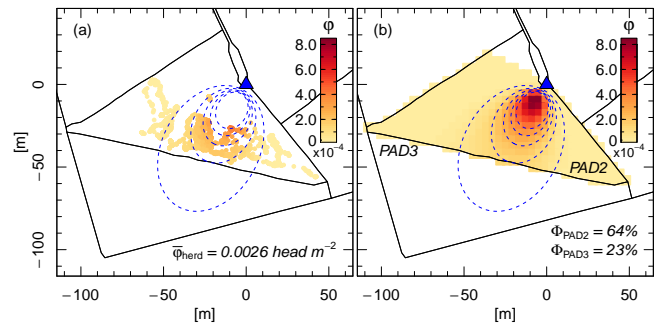 (a)
φ
8.0
6.0
4.0
2.0
0
x10⁻⁴
φ̅herd = 0.0026 head m⁻²
0
−50
−100
[m]
−100
−50
0
50
[m]
(b)
φ
8.0
6.0
4.0
2.0
0
x10⁻⁴
PAD3
PAD2
ΦPAD2 = 64%
ΦPAD3 = 23%
−100
−50
0
50
[m]